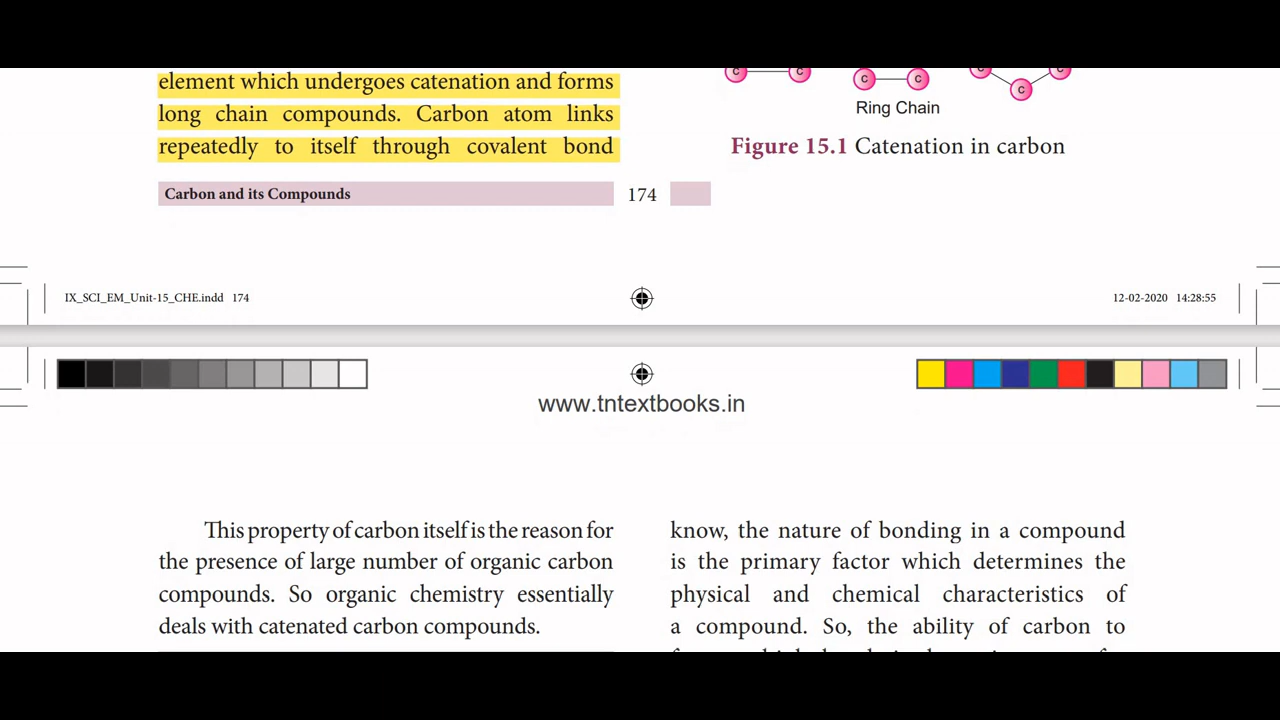 element which undergoes catenation and forms
long chain compounds. Carbon atom links
repeatedly to itself through covalent bond
C C C C C C C
Ring Chain
Figure 15.1 Catenation in carbon
Carbon and its Compounds 174
IX_SCI_EM_Unit-15_CHE.indd 174
12-02-2020 14:28:55
www.tntextbooks.in
This property of carbon itself is the reason for
the presence of large number of organic carbon
compounds. So organic chemistry essentially
deals with catenated carbon compounds.
know, the nature of bonding in a compound
is the primary factor which determines the
physical and chemical characteristics of
a compound. So, the ability of carbon to